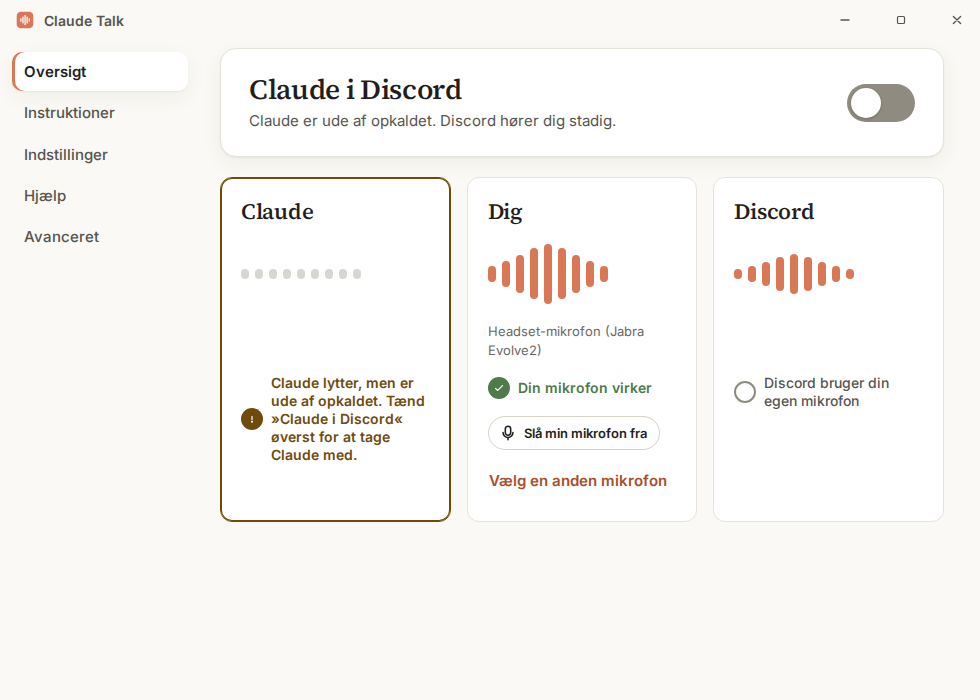 Claude Talk
Oversigt
Instruktioner
Indstillinger
Hjælp
Avanceret
Claude i Discord
Claude er ude af opkaldet. Discord hører dig stadig.
Claude
Claude lytter, men er
ude af opkaldet. Tænd
»Claude i Discord«
øverst for at tage
Claude med.
Dig
Headset-mikrofon (Jabra
Evolve2)
Din mikrofon virker
Slå min mikrofon fra
Vælg en anden mikrofon
Discord
Discord bruger din
egen mikrofon